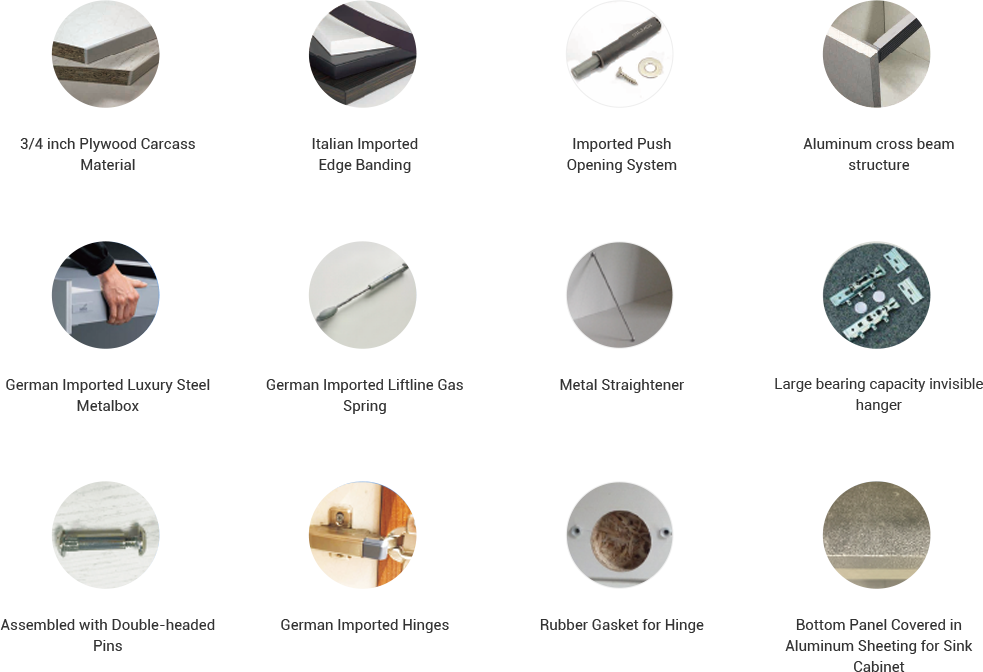 3/4 inch Plywood Carcass
Material
Italian Imported
Edge Banding
Imported Push
Opening System
Aluminum cross beam
structure
German Imported Luxury Steel
Metalbox
German Imported Liftline Gas
Spring
Metal Straightener
Large bearing capacity invisible
hanger
Assembled with Double-headed
Pins
German Imported Hinges
Rubber Gasket for Hinge
Bottom Panel Covered in
Aluminum Sheeting for Sink
Cabinet